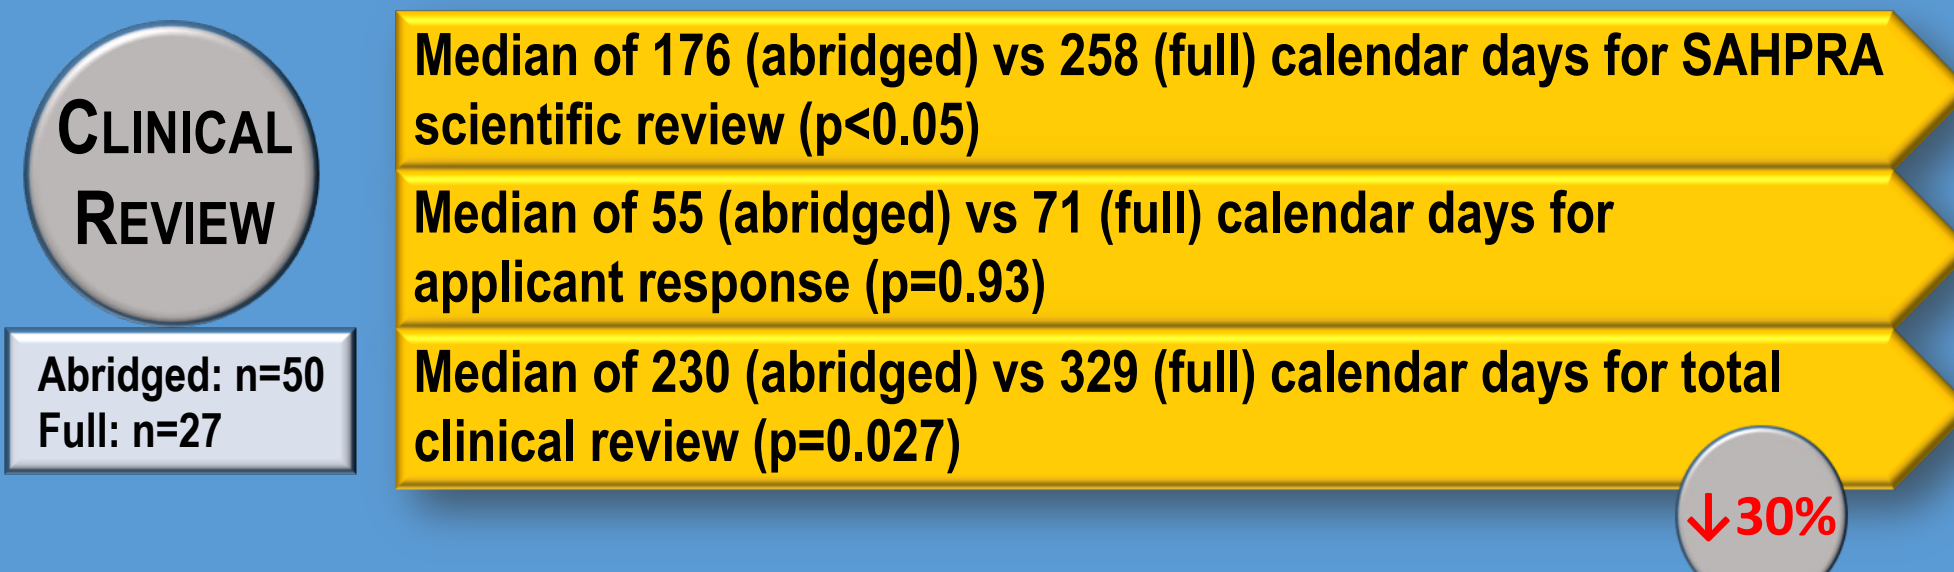 CLINICAL
REVIEW
Abridged: n=50
Full: n=27
Median of 176 (abridged) vs 258 (full) calendar days for SAHPRA
scientific review (p<0.05)
Median of 55 (abridged) vs 71 (full) calendar days for
applicant response (p=0.93)
Median of 230 (abridged) vs 329 (full) calendar days for total
clinical review (p=0.027)
↓30%